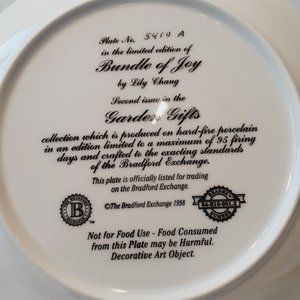 Plate No. 5419 A
in the limited edition of
Bundle of Joy
by Lily Chang
Second issue in the
Garden Gifts
collection which is produced on hard-fire porcelain
in an edition limited to a maximum of 95 firing
days and crafted to the exacting standards
of the Bradford Exchange.
This plate is officially listed for trading
on the Bradford Exchange.
B
©The Bradford Exchange 1998
Not for Food Use - Food Consumed
from this Plate may be Harmful.
Decorative Art Object.